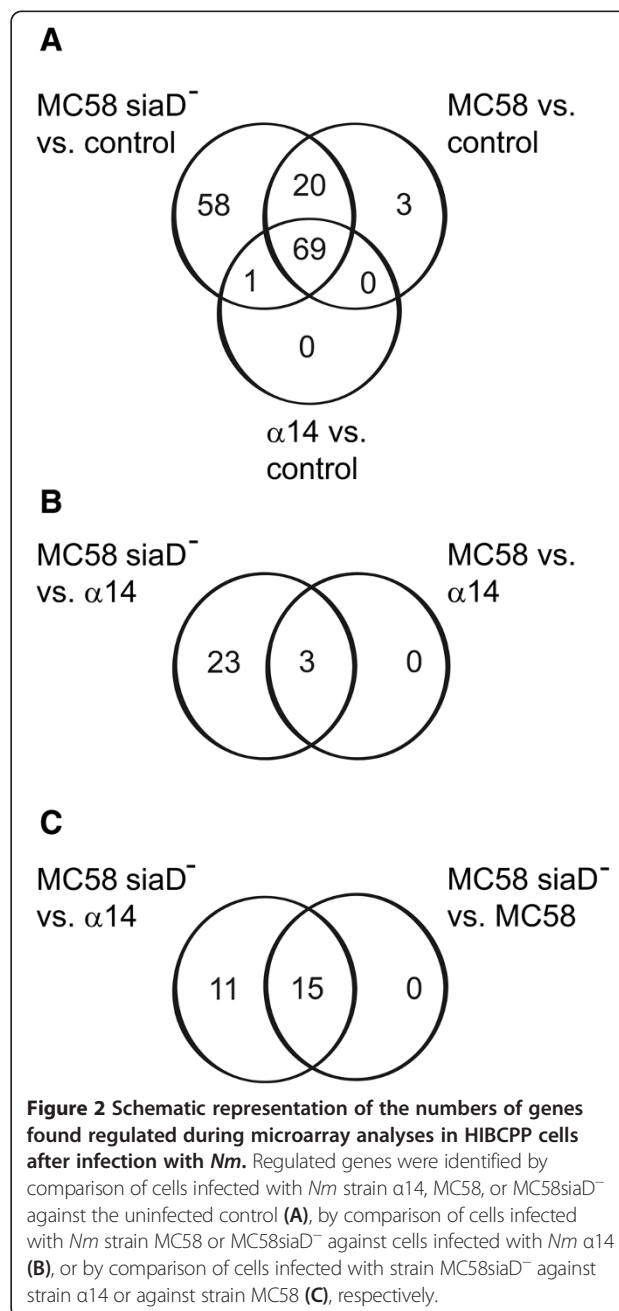 A
MC58 siaD⁻
vs. control
MC58 vs.
control
58
20
3
69
1
0
0
α14 vs.
control
B
MC58 siaD⁻
vs. α14
MC58 vs.
α14
23
3
0
C
MC58 siaD⁻
vs. α14
MC58 siaD⁻
vs. MC58
11
15
0
Figure 2 Schematic representation of the numbers of genes
found regulated during microarray analyses in HIBCPP cells
after infection with Nm. Regulated genes were identified by
comparison of cells infected with Nm strain α14, MC58, or MC58siaD⁻
against the uninfected control (A), by comparison of cells infected
with Nm strain MC58 or MC58siaD⁻ against cells infected with Nm α14
(B), or by comparison of cells infected with strain MC58siaD⁻ against
strain α14 or against strain MC58 (C), respectively.